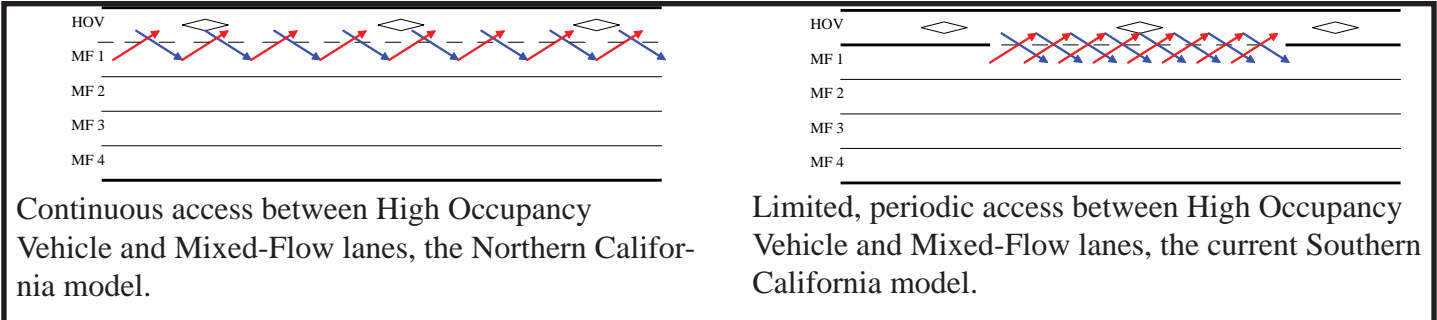 HOV
MF 1
MF 2
MF 3
MF 4
Continuous access between High Occupancy
Vehicle and Mixed-Flow lanes, the Northern Califor-
nia model.
HOV
MF 1
MF 2
MF 3
MF 4
Limited, periodic access between High Occupancy
Vehicle and Mixed-Flow lanes, the current Southern
California model.